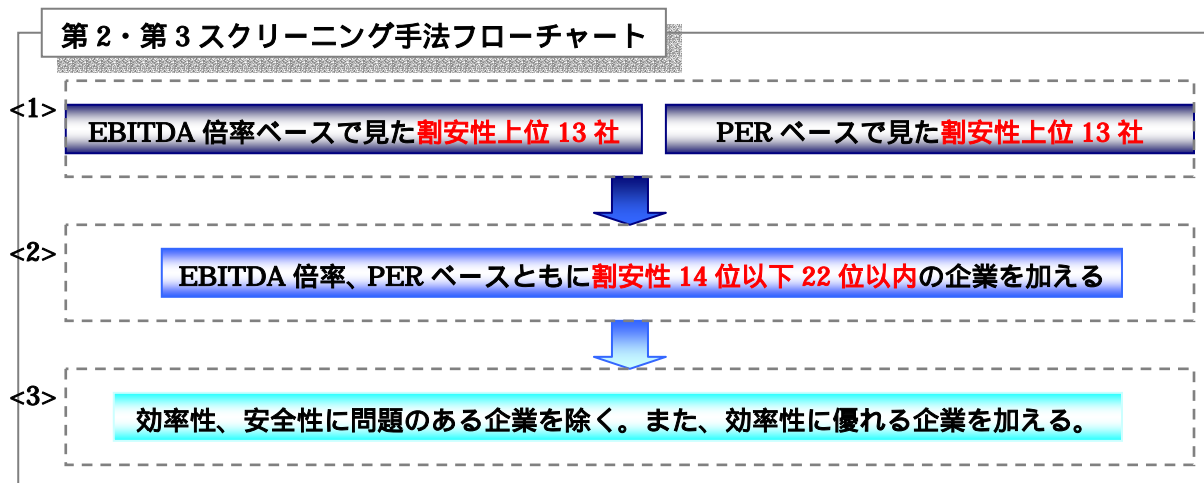 第2・第3スクリーニング手法フローチャート
<1>
EBITDA 倍率ベースで見た割安性上位 13 社
PER ベースで見た割安性上位 13 社
<2>
EBITDA 倍率、PER ベースともに割安性 14 位以下 22 位以内の企業を加える
<3>
効率性、安全性に問題のある企業を除く。また、効率性に優れる企業を加える。